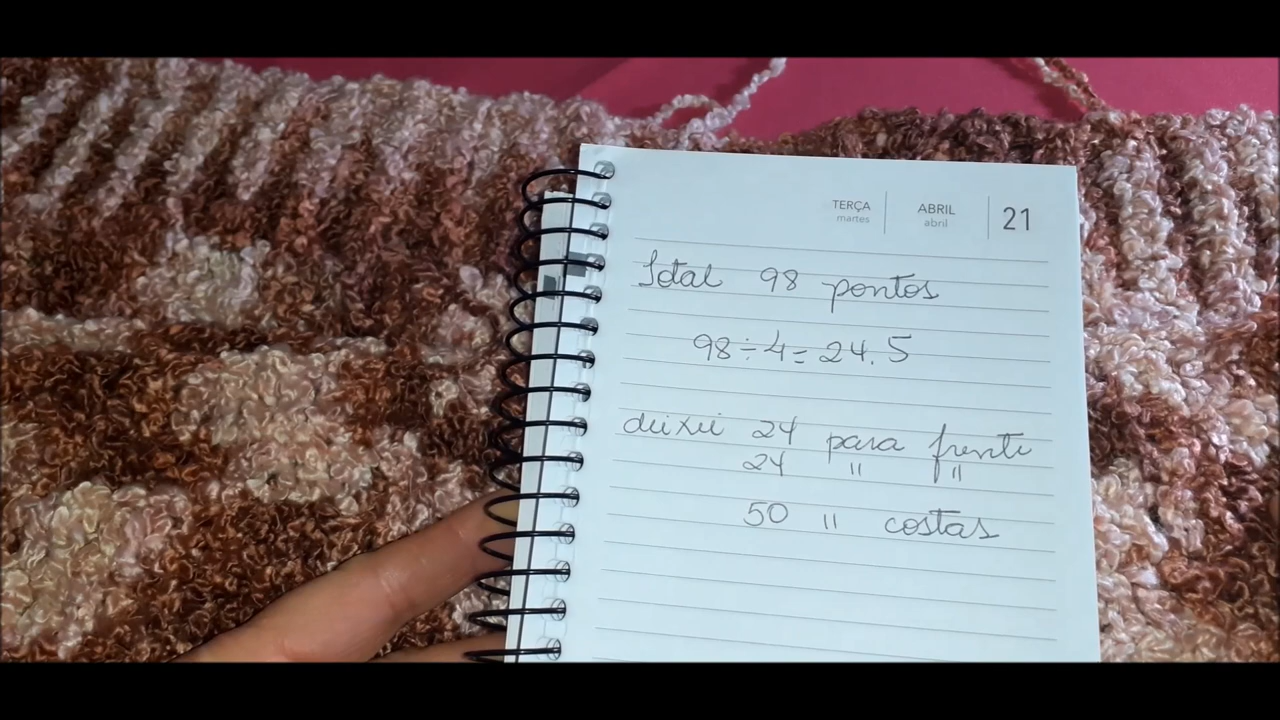 TERÇA ABRIL 21
martes abril
Total 98 pontos
98 ÷ 4 = 24.5
deixei 24 para frente
24 " "
50 " costas